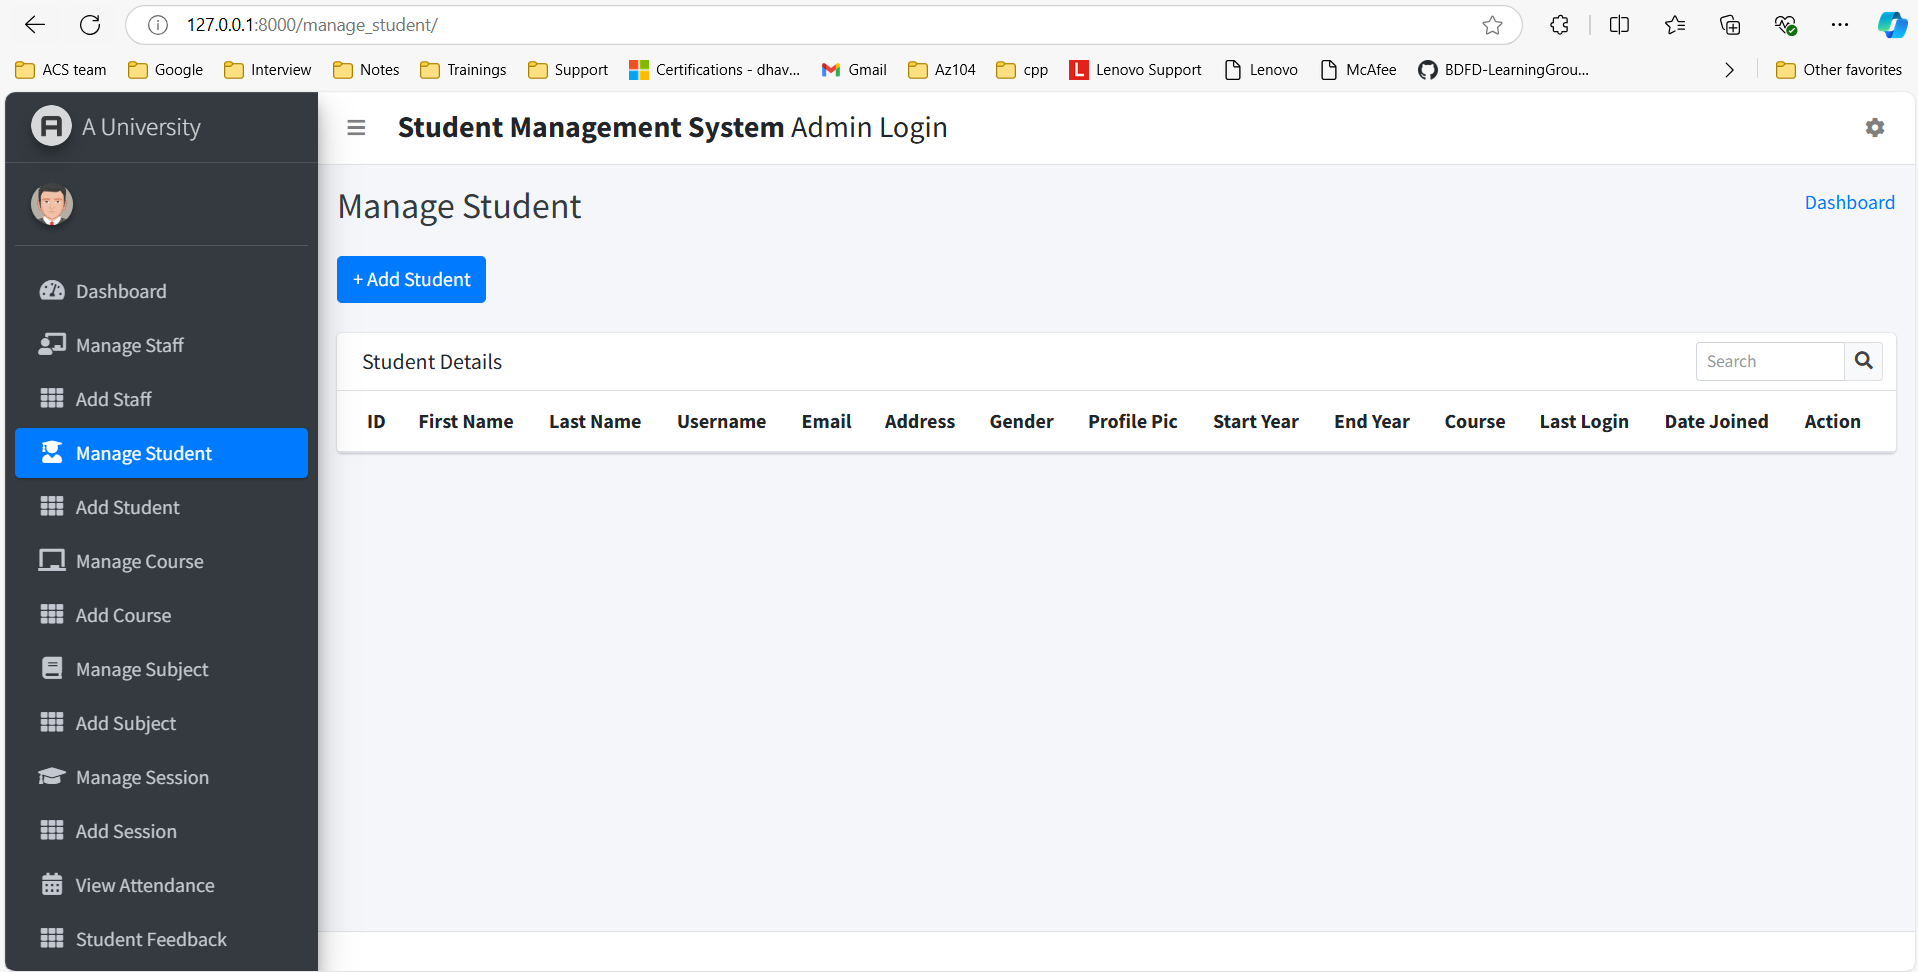 127.0.0.1:8000/manage_student/
ACS team Google Interview Notes Trainings Support Certifications - dhav... Gmail Az104 cpp Lenovo Support Lenovo McAfee BDFD-LearningGrou... Other favorites
A University
Student Management System Admin Login
Manage Student
Dashboard
+ Add Student
Student Details
Search
ID First Name Last Name Username Email Address Gender Profile Pic Start Year End Year Course Last Login Date Joined Action
Dashboard
Manage Staff
Add Staff
Manage Student
Add Student
Manage Course
Add Course
Manage Subject
Add Subject
Manage Session
Add Session
View Attendance
Student Feedback